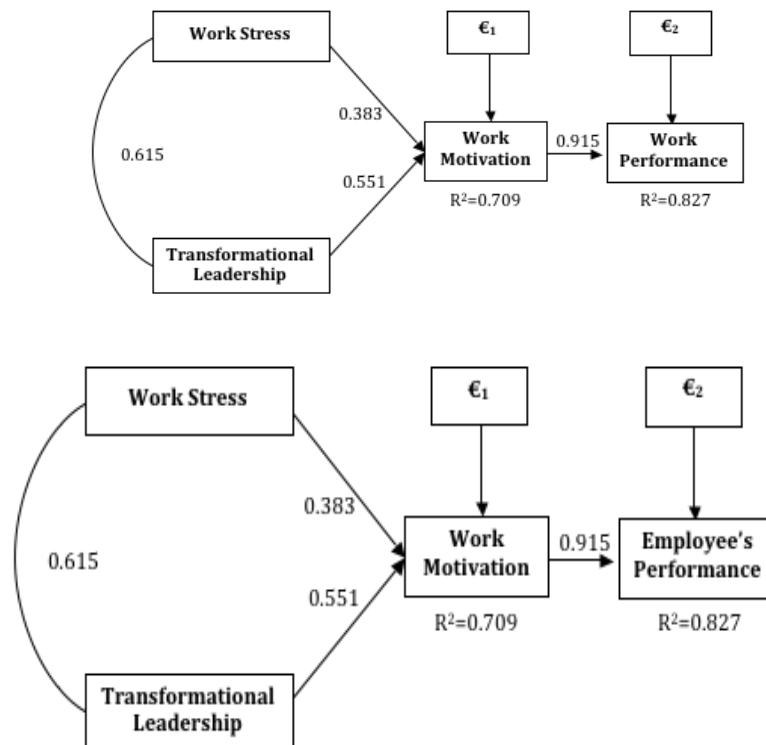 Work Stress
€₁
€₂
0.383
0.615
Work
Motivation
0.915
Work
Performance
0.551
R²=0.709
R²=0.827
Transformational
Leadership
Work Stress
€₁
€₂
0.383
0.615
Work
Motivation
0.915
Employee's
Performance
0.551
R²=0.709
R²=0.827
Transformational
Leadership